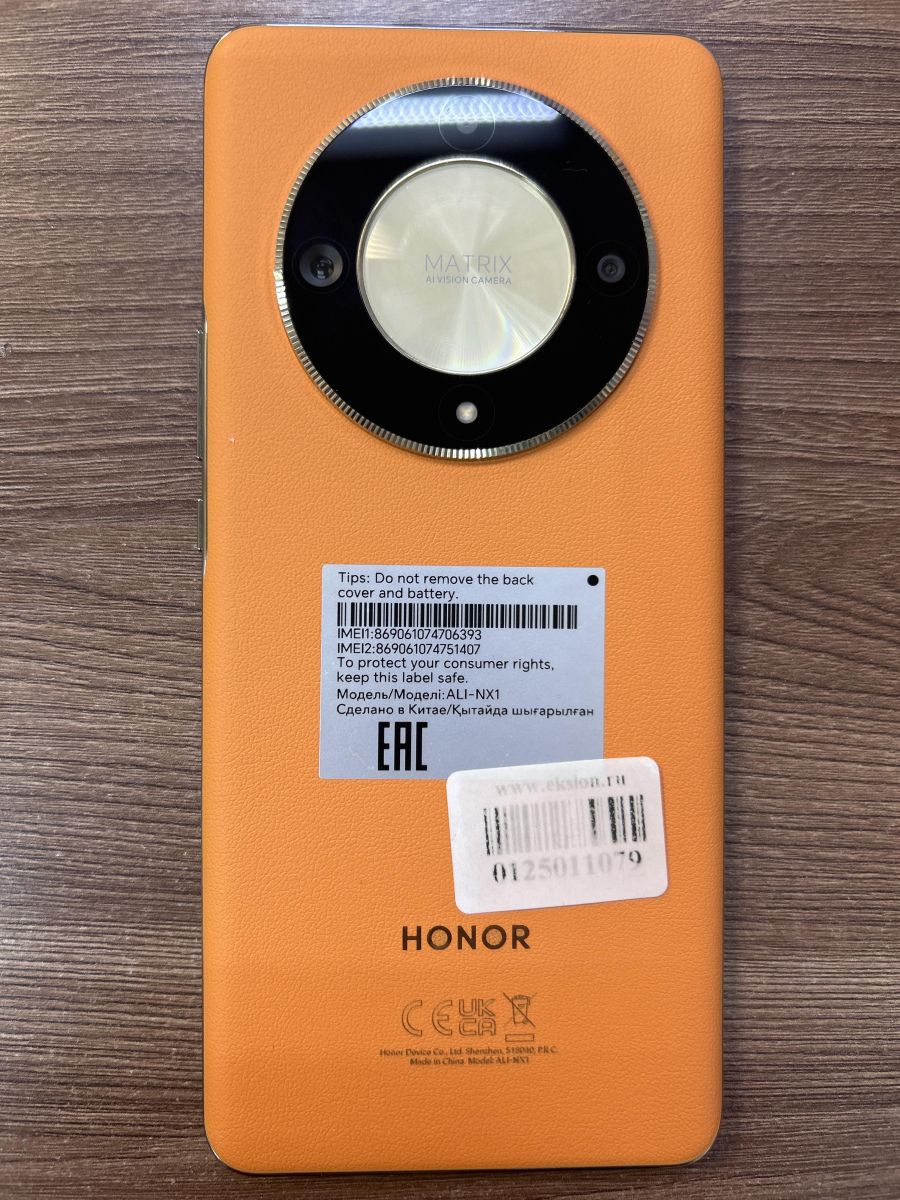 MATRIX
AI VISION CAMERA
Tips: Do not remove the back
cover and battery.
IMEI1:869061074706393
IMEI2:869061074751407
To protect your consumer rights,
keep this label safe.
Модель/Моделі:ALI-NX1
Сделано в Китае/Қытайда шығарылған
EAC
www.eksion.ru
0125011079
HONOR
CE UK
CA
Honor Device Co., Ltd. Shenzhen, 518040, P.R.C.
Made in China Model: ALI-NX1